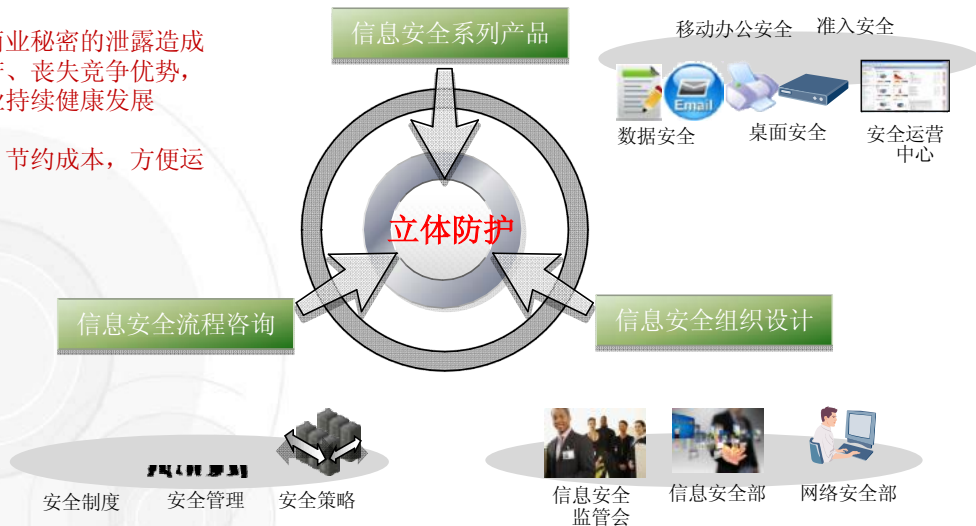 商业秘密的泄露造成
、丧失竞争优势，
业持续健康发展
节约成本，方便运
信息安全系列产品
移动办公安全 准入安全
Email
数据安全
桌面安全
安全运营
中心
立体防护
信息安全流程咨询
信息安全组织设计
安全制度
安全管理
安全策略
信息安全
监管会
信息安全部
网络安全部